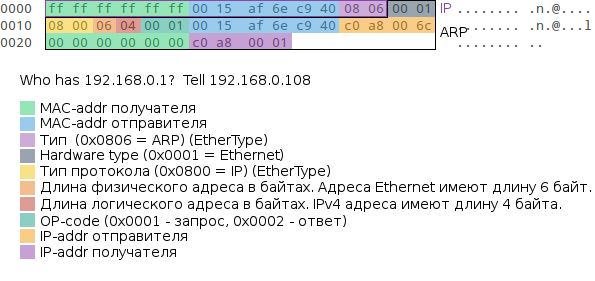 0000 ff ff ff ff ff ff 00 15 af 6e c9 40 08 06 00 01 IP ........ .n.@....
0010 08 00 06 04 00 01 00 15 af 6e c9 40 c0 a8 00 6c ARP ........ .n.@...l
0020 00 00 00 00 00 00 c0 a8 00 01 ........ ..
Who has 192.168.0.1? Tell 192.168.0.108
MAC-addr получателя
MAC-addr отправителя
Тип (0x0806 = ARP) (EtherType)
Hardware type (0x0001 = Ethernet)
Тип протокола (0x0800 = IP) (EtherType)
Длина физического адреса в байтах. Адреса Ethernet имеют длину 6 байт.
Длина логического адреса в байтах. IPv4 адреса имеют длину 4 байта.
OP-code (0x0001 - запрос, 0x0002 - ответ)
IP-addr отправителя
IP-addr получателя